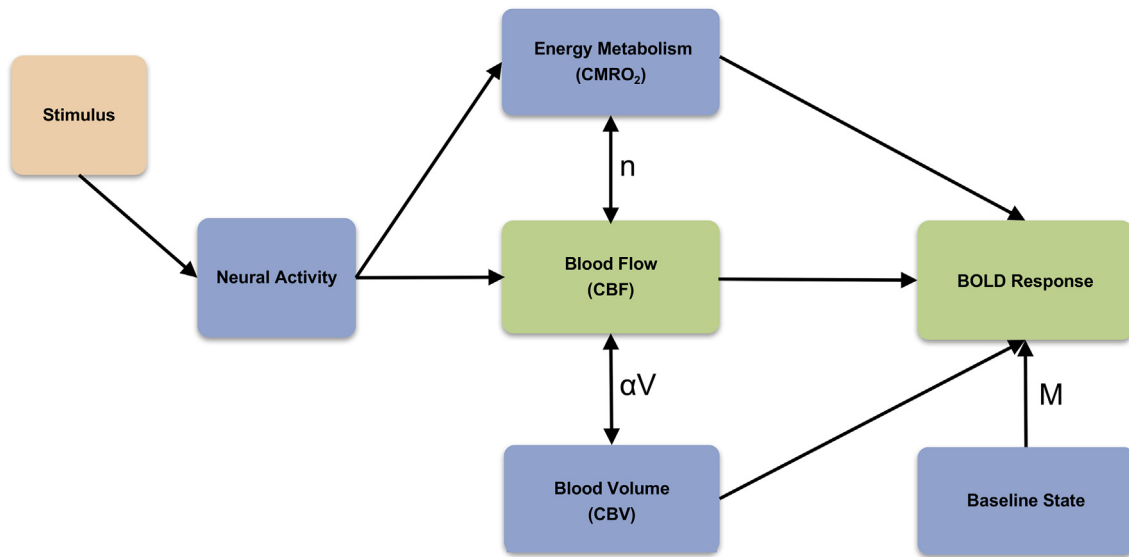 Energy Metabolism
(CMRO₂)
Stimulus
n
Neural Activity
Blood Flow
(CBF)
BOLD Response
αV
M
Blood Volume
(CBV)
Baseline State